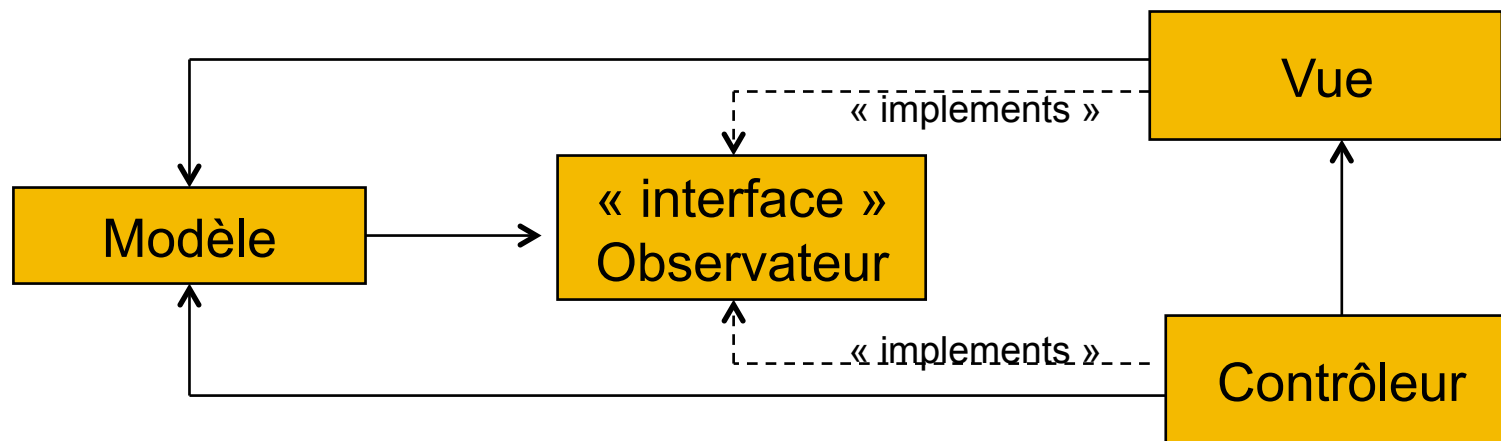 Vue
« implements »
« interface »
Observateur
Modèle
« implements »
Contrôleur